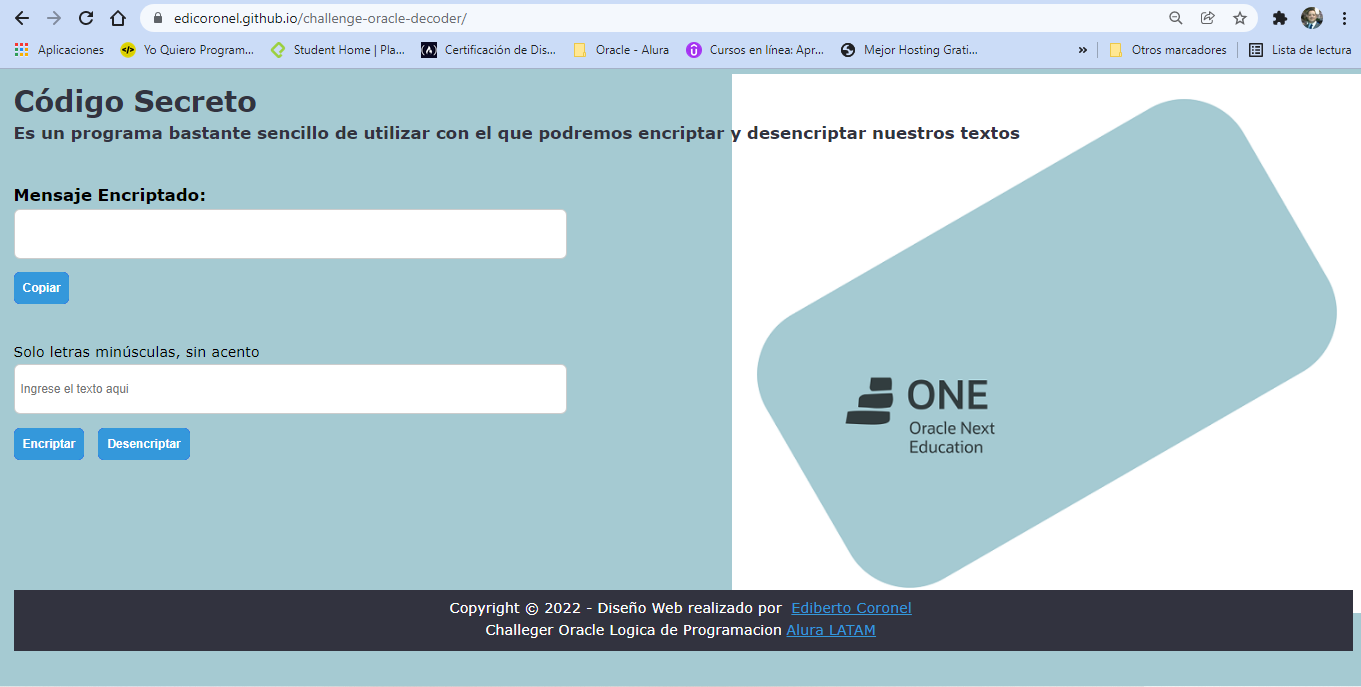 edicoronel.github.io/challenge-oracle-decoder/
Aplicaciones Yo Quiero Program... Student Home | Pla... Certificación de Dis... Oracle - Alura Cursos en línea: Apr... Mejor Hosting Grati... » Otros marcadores Lista de lectura
Código Secreto
Es un programa bastante sencillo de utilizar con el que podremos encriptar y desencriptar nuestros textos
Mensaje Encriptado:
Copiar
Solo letras minúsculas, sin acento
Ingrese el texto aqui
Encriptar Desencriptar
ONE
Oracle Next
Education
Copyright © 2022 - Diseño Web realizado por Ediberto Coronel
Challeger Oracle Logica de Programacion Alura LATAM